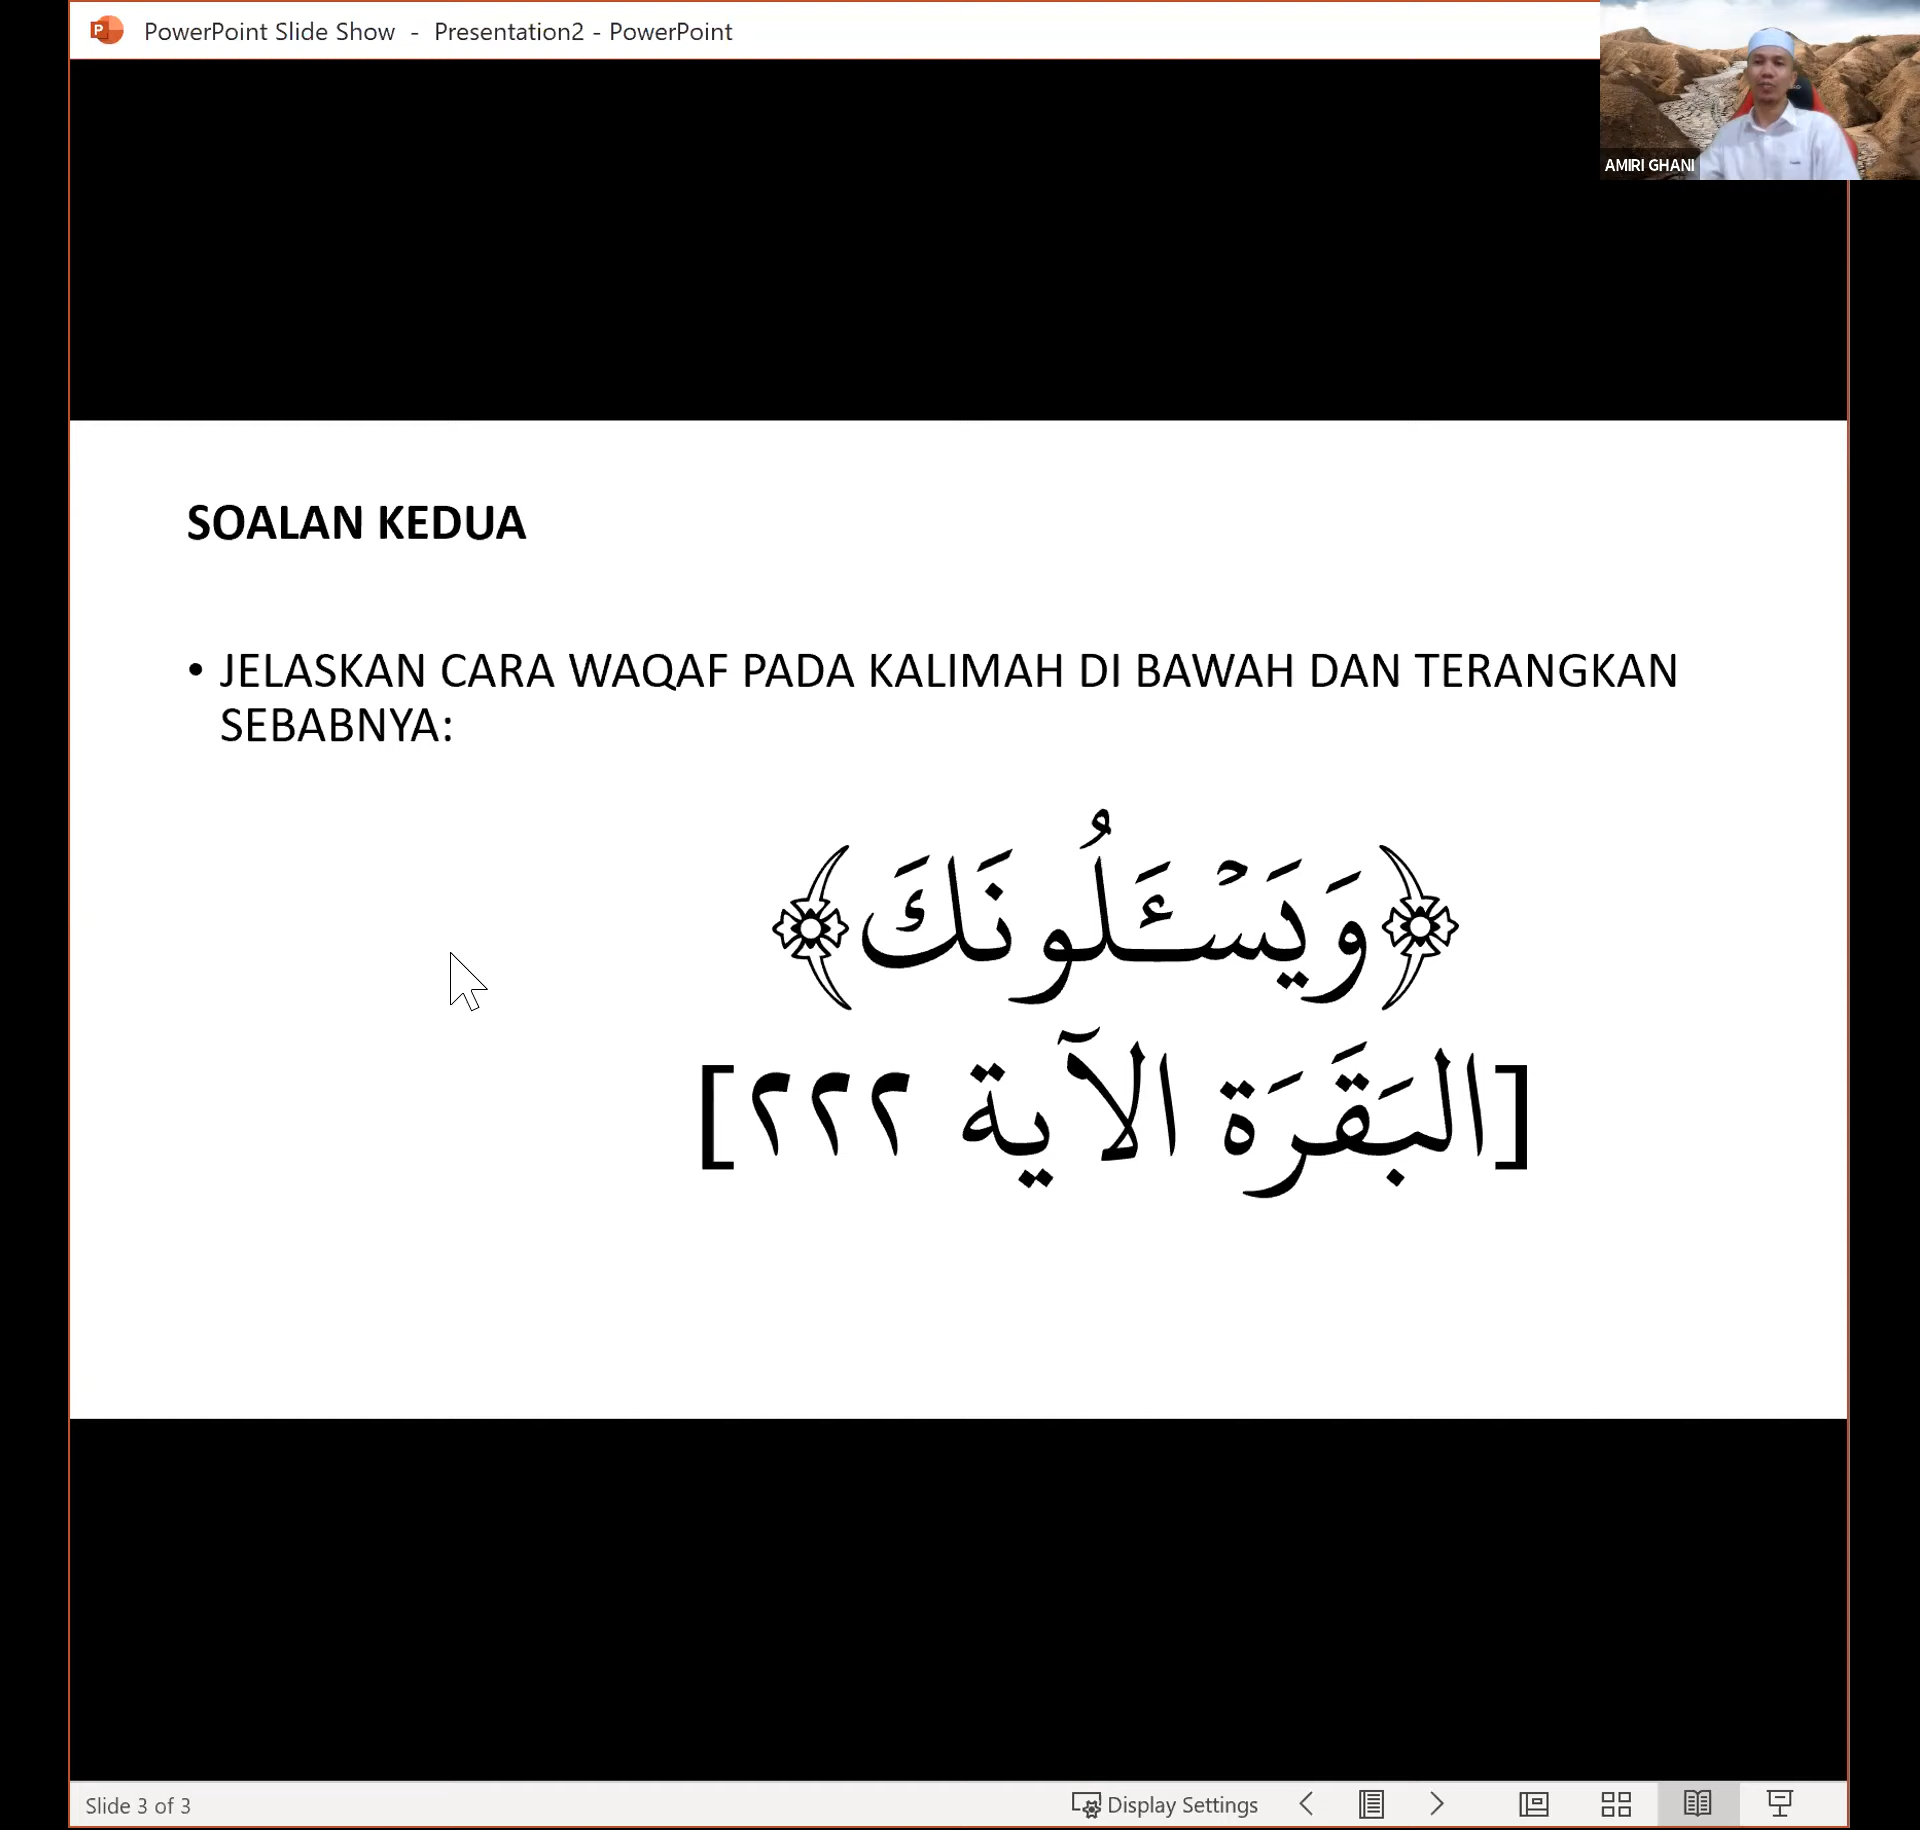 PowerPoint Slide Show - Presentation2 - PowerPoint
AMIRI GHANI
SOALAN KEDUA
• JELASKAN CARA WAQAF PADA KALIMAH DI BAWAH DAN TERANGKAN
SEBABNYA:
﴿وَيَسۡـَٔلُونَكَ﴾
[البَقَرَة الآية ٢٢٢]
Slide 3 of 3
Display Settings